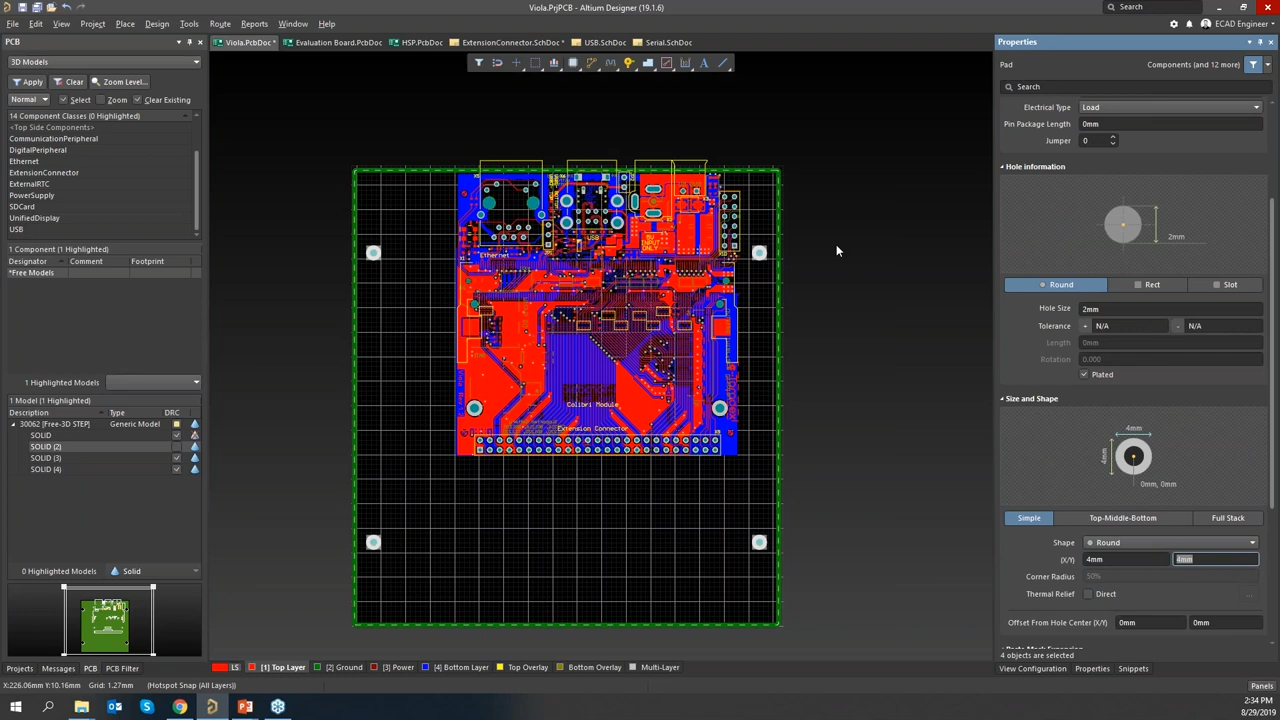 Viola.PrjPCB - Altium Designer (19.1.6)
Search
File Edit View Project Place Design Tools Route Reports Window Help
ECAD Engineer
PCB
Viola.PcbDoc * Evaluation Board.PcbDoc HSP.PcbDoc ExtensionConnector.SchDoc * USB.SchDoc Serial.SchDoc
Properties
3D Models
Pad Components (and 12 more)
Apply Clear Zoom Level...
Search
Normal Select Zoom Clear Existing
14 Component Classes (0 Highlighted)
<Top Side Components>
CommunicationPeripheral
DigitalPeripheral
Ethernet
ExtensionConnector
ExternalRTC
PowerSupply
SDCard
UnifiedDisplay
USB
1 Component (1 Highlighted)
Designator Comment Footprint
*Free Models
1 Highlighted Models
1 Model (1 Highlighted)
Description Type DRC
30062 [Free-3D STEP] Generic Model
SOLID
SOLID (2)
SOLID (3)
SOLID (4)
0 Highlighted Models Solid
Projects Messages PCB PCB Filter
USB
5V
INPUT
ONLY
Ethernet
Colibri Module
Extension Connector
Electrical Type Load
Pin Package Length 0mm
Jumper 0
Hole information
2mm
Round Rect Slot
Hole Size 2mm
Tolerance + N/A - N/A
Length 0mm
Rotation 0.000
Plated
Size and Shape
4mm
4mm
0mm, 0mm
Simple Top-Middle-Bottom Full Stack
Shape Round
(X/Y) 4mm 4mm
Corner Radius 50%
Thermal Relief Direct
Offset From Hole Center (X/Y) 0mm 0mm
4 objects are selected
View Configuration Properties Snippets
LS [1] Top Layer [2] Ground [3] Power [4] Bottom Layer Top Overlay Bottom Overlay Multi-Layer
X:226.06mm Y:10.16mm Grid: 1.27mm (Hotspot Snap (All Layers))
Panels
2:34 PM
8/29/2019